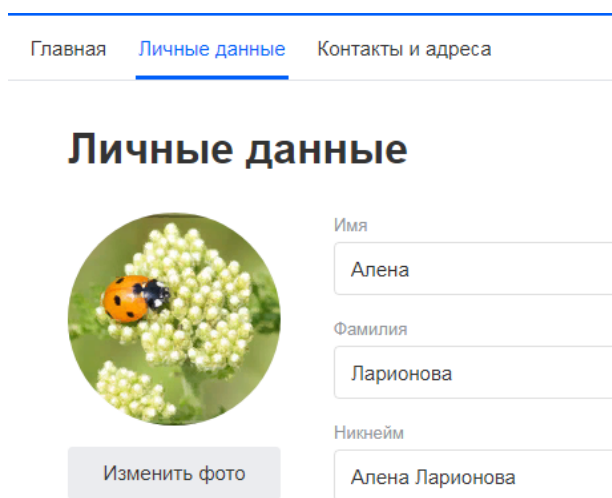 Главная Личные данные Контакты и адреса
Личные данные
Имя
Алена
Фамилия
Ларионова
Никнейм
Алена Ларионова
Изменить фото